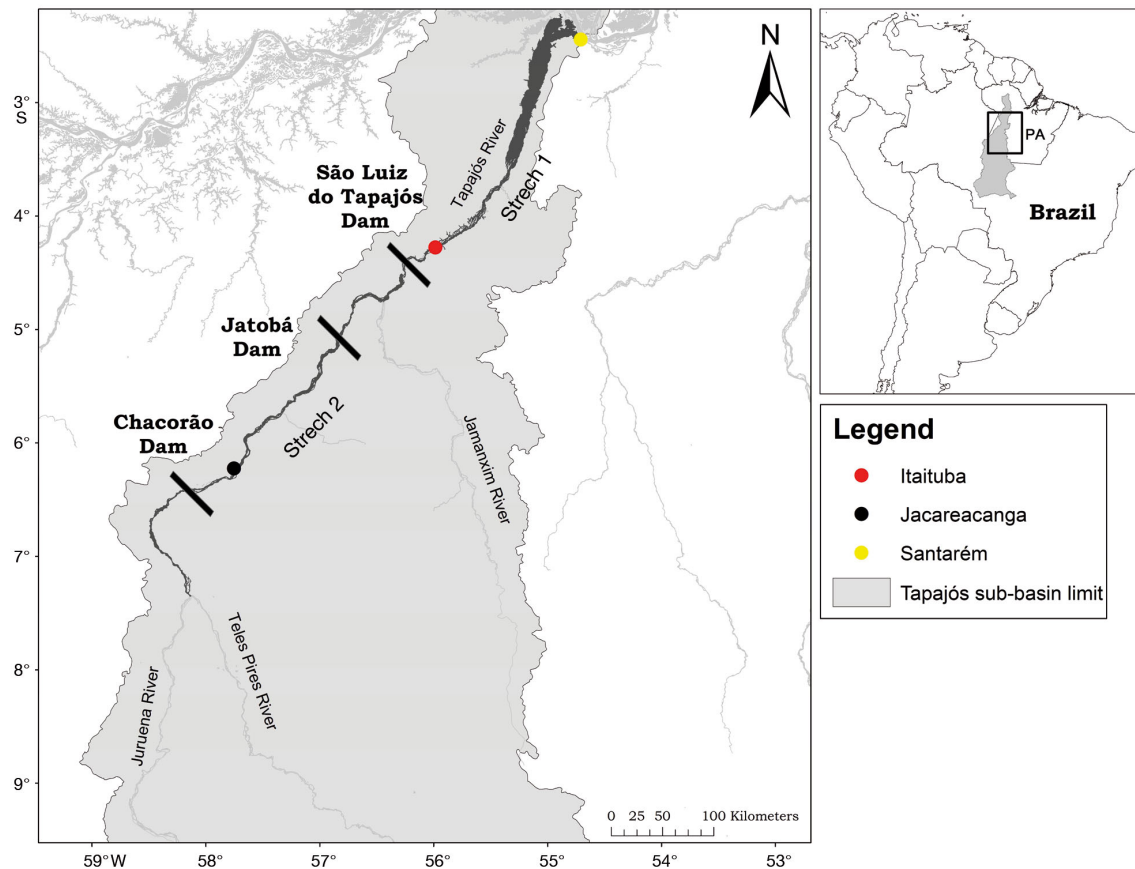 3°
S
4°
5°
6°
7°
8°
9°
59°W
58°
57°
56°
55°
54°
53°
N
Tapajós River
Strech 1
São Luiz
do Tapajós
Dam
Jatobá
Dam
Strech 2
Chacorão
Dam
Jamanxim River
Teles Pires River
Juruena River
0 25 50 100 Kilometers
PA
Brazil
Legend
Itaituba
Jacareacanga
Santarém
Tapajós sub-basin limit